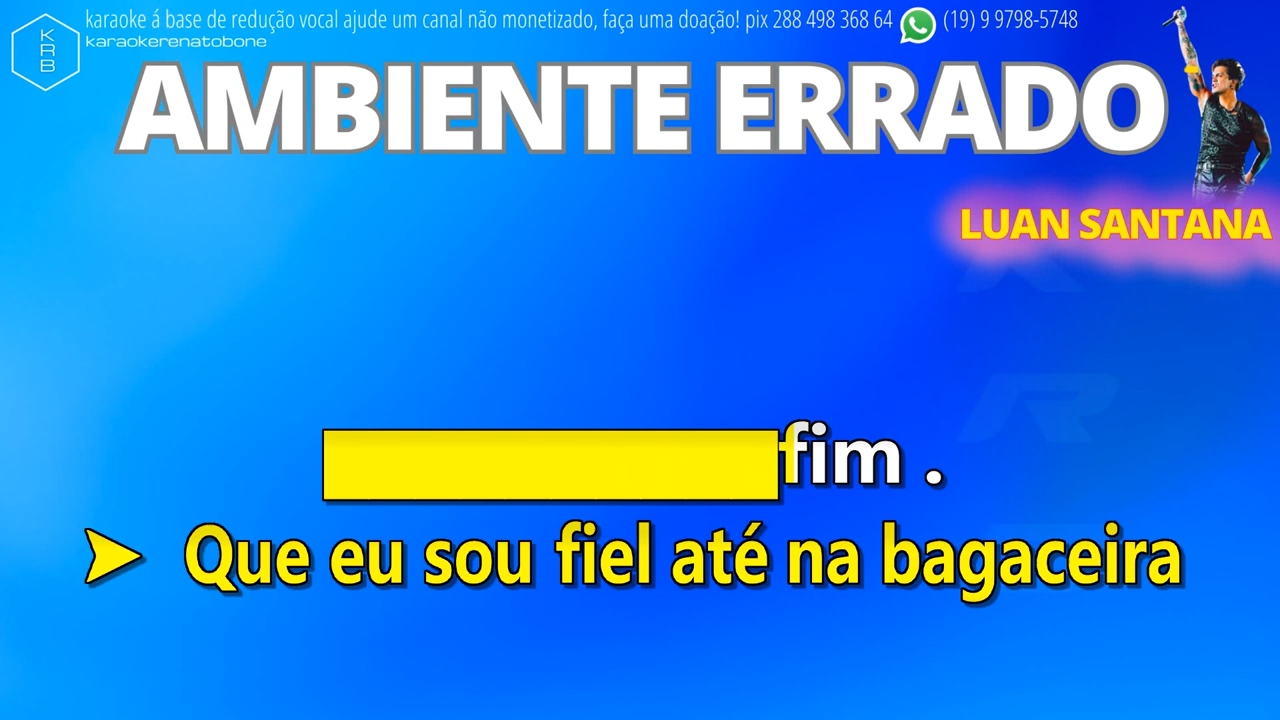 karaoke á base de redução vocal ajude um canal não monetizado, faça uma doação! pix 288 498 368 64 (19) 9 9798-5748
KRB
karaokerenatobone
AMBIENTE ERRADO
LUAN SANTANA
fim .
Que eu sou fiel até na bagaceira